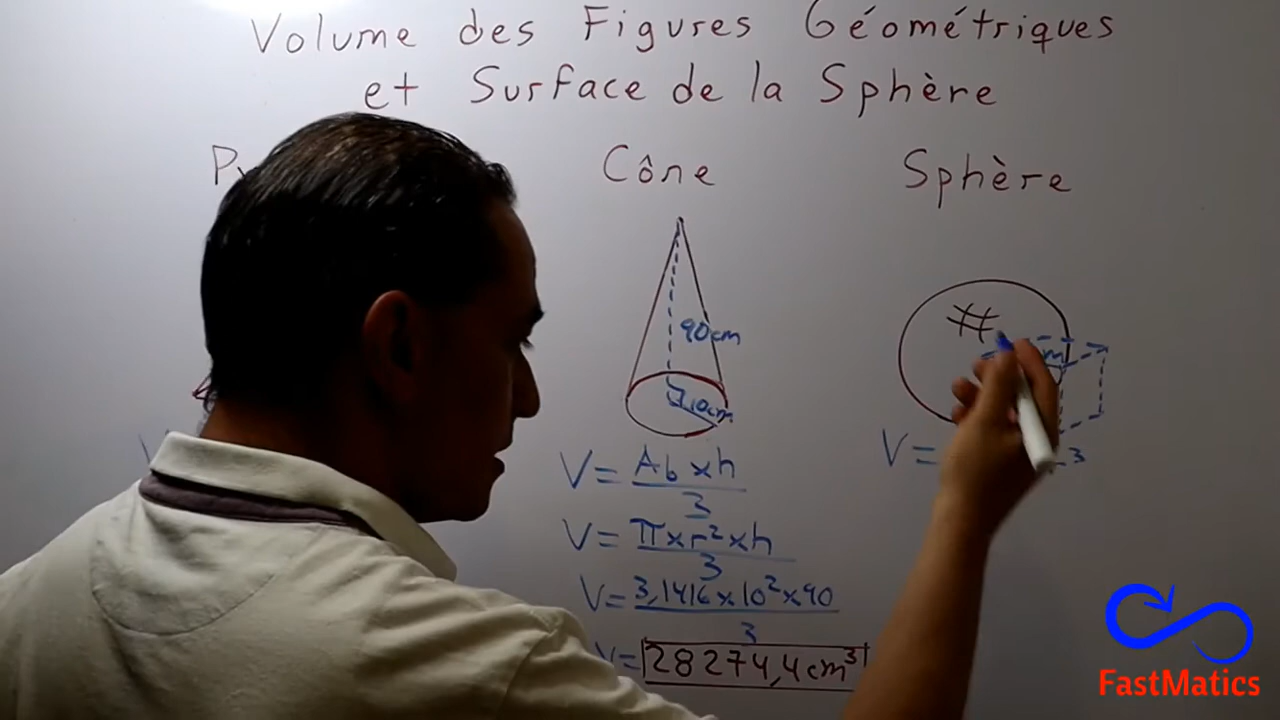 Volume des Figures Géométriques
et Surface de la Sphère
Cône
Sphère
90cm
10cm
V = Ab x h / 3
V = π x r² x h / 3
V = 3,1416 x 10² x 90 / 3
V = 28274,4 cm³
V =
FastMatics